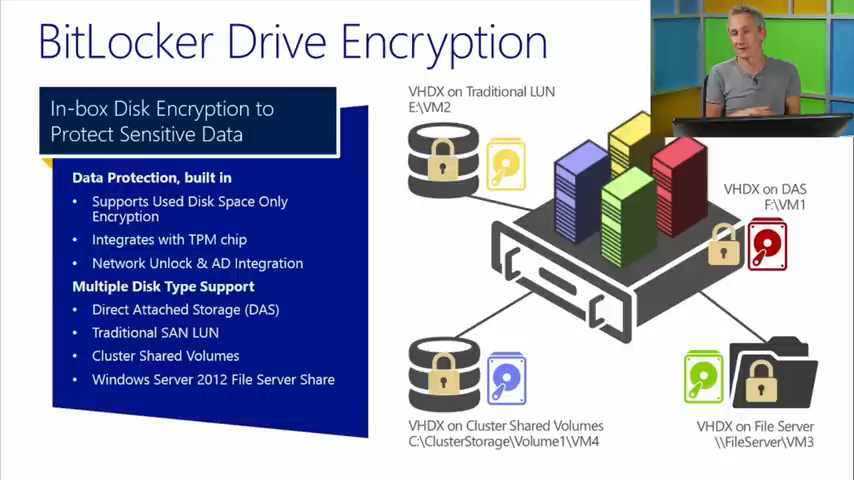 BitLocker Drive Encryption
In-box Disk Encryption to
Protect Sensitive Data
Data Protection, built in
• Supports Used Disk Space Only
Encryption
• Integrates with TPM chip
• Network Unlock & AD Integration
Multiple Disk Type Support
• Direct Attached Storage (DAS)
• Traditional SAN LUN
• Cluster Shared Volumes
• Windows Server 2012 File Server Share
VHDX on Traditional LUN
E:\VM2
VHDX on DAS
F:\VM1
VHDX on Cluster Shared Volumes
C:\ClusterStorage\Volume1\VM4
VHDX on File Server
\\FileServer\VM3